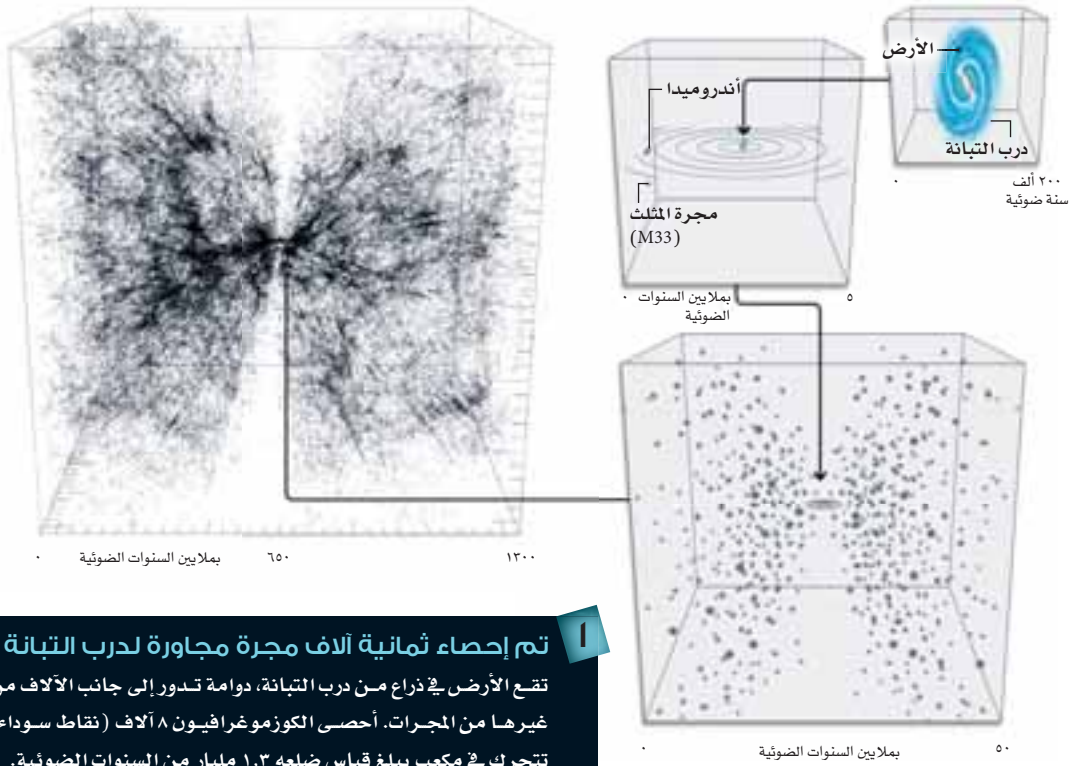 الأرض
درب التبانة
٠
٢٠٠ ألف
سنة ضوئية
أندروميدا
مجرة المثلث
(M33)
٠
بملايين السنوات
الضوئية
٥
٠
بملايين السنوات الضوئية
٦٥٠
١٣٠٠
٠
بملايين السنوات الضوئية
٥٠
١
تم إحصاء ثمانية آلاف مجرة مجاورة لدرب التبانة
تقع الأرض في ذراع من درب التبانة، دوامة تدور إلى جانب الآلاف من
غيرها من المجرات. أحصى الكوزموغرافيون ٨ آلاف (نقاط سوداء
تتحرك في مكعب يبلغ قياس ضلعه ١,٣ مليار من السنوات الضوئية.